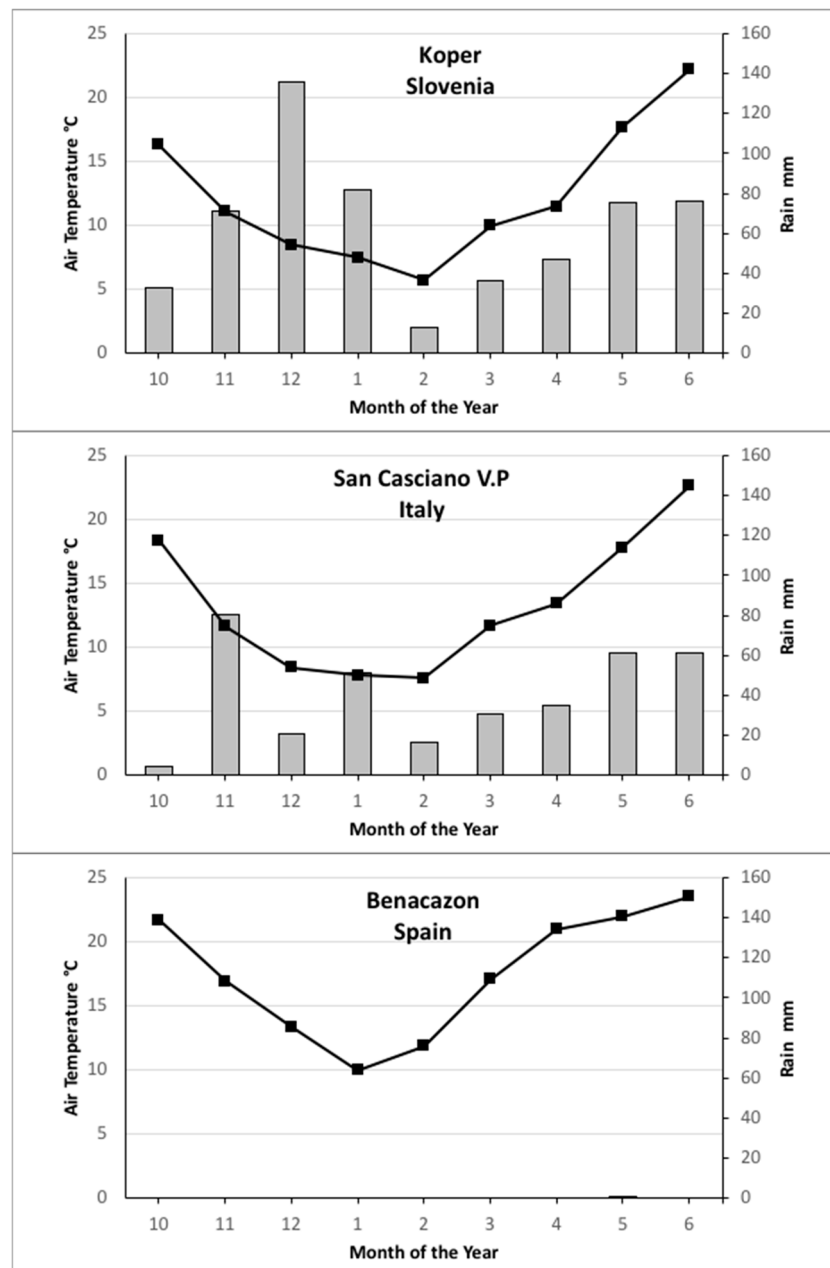 Koper
Slovenia
Air Temperature °C
25
20
15
10
5
0
Rain mm
160
140
120
100
80
60
40
20
0
10 11 12 1 2 3 4 5 6
Month of the Year
San Casciano V.P
Italy
Air Temperature °C
25
20
15
10
5
0
Rain mm
160
140
120
100
80
60
40
20
0
10 11 12 1 2 3 4 5 6
Month of the Year
Benacazon
Spain
Air Temperature °C
25
20
15
10
5
0
Rain mm
160
140
120
100
80
60
40
20
0
10 11 12 1 2 3 4 5 6
Month of the Year